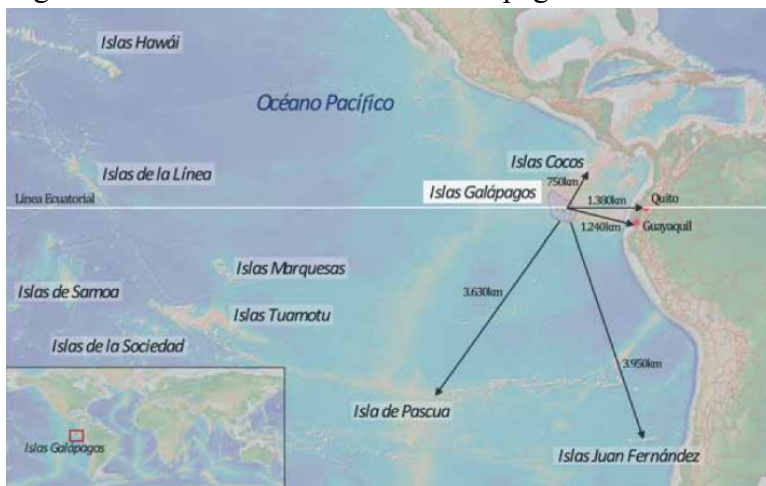 Islas Hawái
Océano Pacífico
Islas Cocos
Islas de la Línea
750km
Islas Galápagos
1.380km
Quito
Línea Ecuatorial
1.240km
Guayaquil
Islas Marquesas
3.630km
Islas de Samoa
Islas Tuamotu
Islas de la Sociedad
3.950km
Isla de Pascua
Islas Galápagos
Islas Juan Fernández